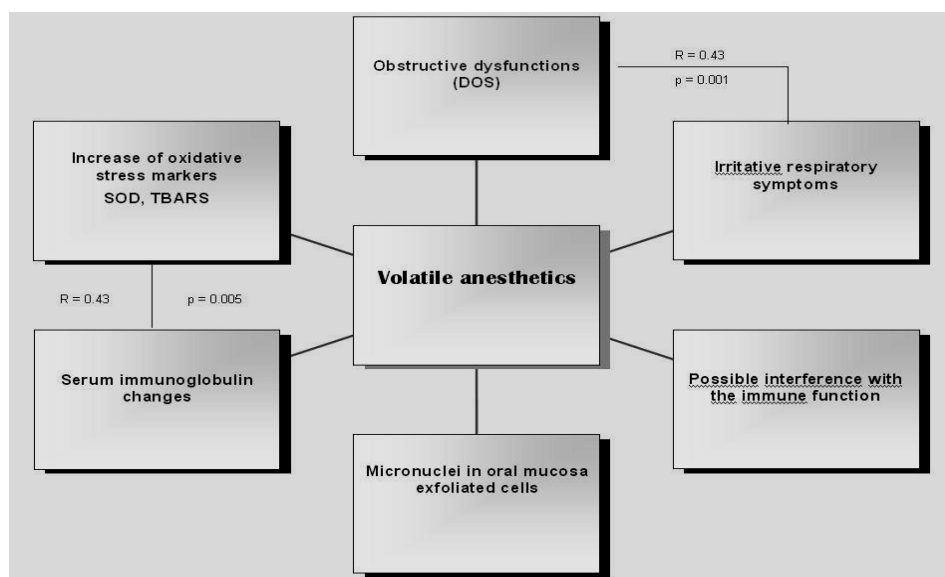 Obstructive dysfunctions
(DOS)
R = 0.43
p = 0.001
Increase of oxidative
stress markers
SOD, TBARS
Irritative respiratory
symptoms
Volatile anesthetics
R = 0.43
p = 0.005
Serum immunoglobulin
changes
Possible interference with
the immune function
Micronuclei in oral mucosa
exfoliated cells